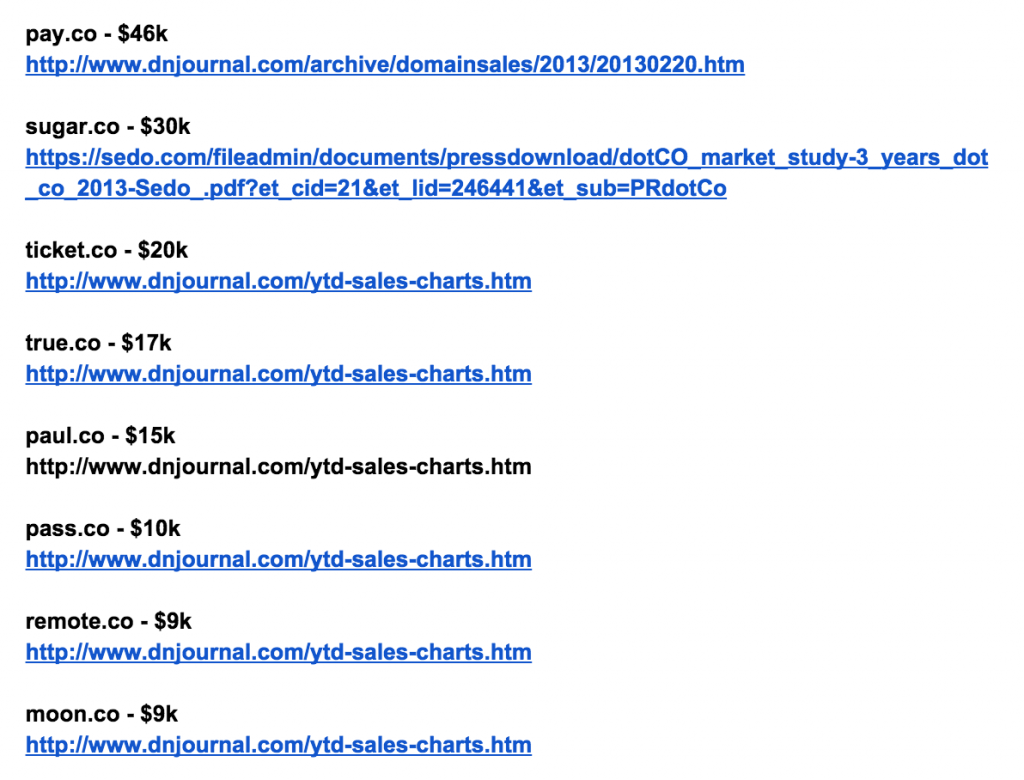 pay.co - $46k
http://www.dnjournal.com/archive/domainsales/2013/20130220.htm
sugar.co - $30k
https://sedo.com/fileadmin/documents/pressdownload/dotCO_market_study-3_years_dot
_co_2013-Sedo_.pdf?et_cid=21&et_lid=246441&et_sub=PRdotCo
ticket.co - $20k
http://www.dnjournal.com/ytd-sales-charts.htm
true.co - $17k
http://www.dnjournal.com/ytd-sales-charts.htm
paul.co - $15k
http://www.dnjournal.com/ytd-sales-charts.htm
pass.co - $10k
http://www.dnjournal.com/ytd-sales-charts.htm
remote.co - $9k
http://www.dnjournal.com/ytd-sales-charts.htm
moon.co - $9k
http://www.dnjournal.com/ytd-sales-charts.htm